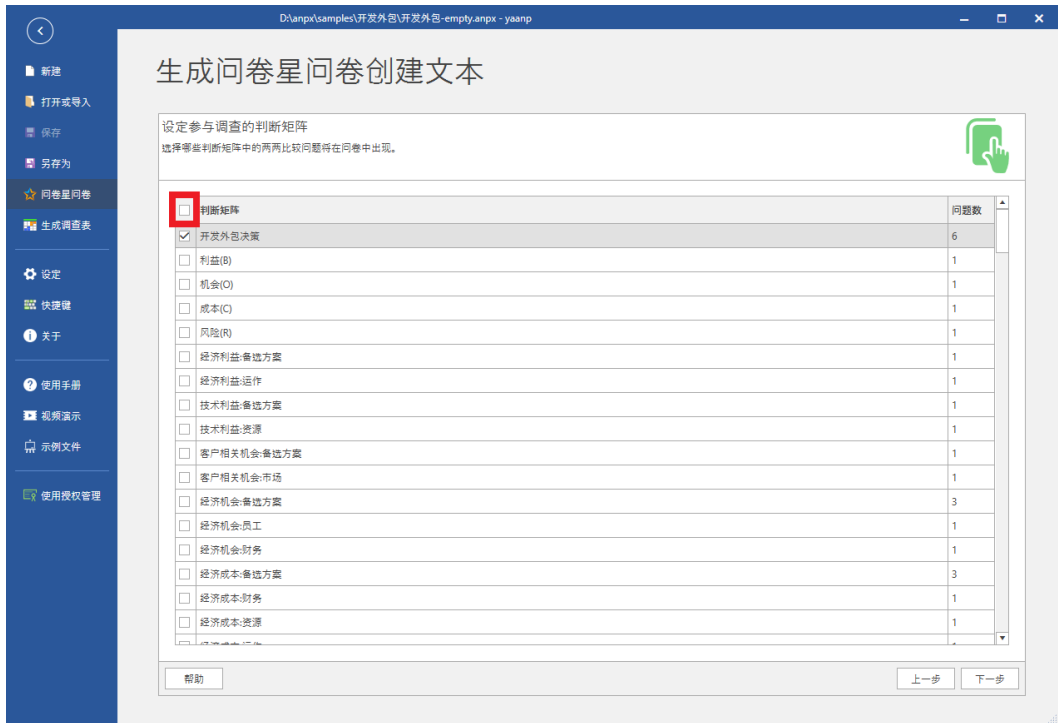 D:\anpx\samples\开发外包\开发外包-empty.anpx - yaanp
新建
打开或导入
保存
另存为
问卷星问卷
生成调查表
设定
快捷键
关于
使用手册
视频演示
示例文件
使用授权管理
生成问卷星问卷创建文本
设定参与调查的判断矩阵
选择哪些判断矩阵中的两两比较问题将在问卷中出现。
判断矩阵 问题数
开发外包决策 6
利益(B) 1
机会(O) 1
成本(C) 1
风险(R) 1
经济利益:备选方案 1
经济利益:运作 1
技术利益:备选方案 1
技术利益:资源 1
客户相关机会:备选方案 1
客户相关机会:市场 1
经济机会:备选方案 3
经济机会:员工 1
经济机会:财务 1
经济成本:备选方案 3
经济成本:财务 1
经济成本:资源 1
帮助 上一步 下一步